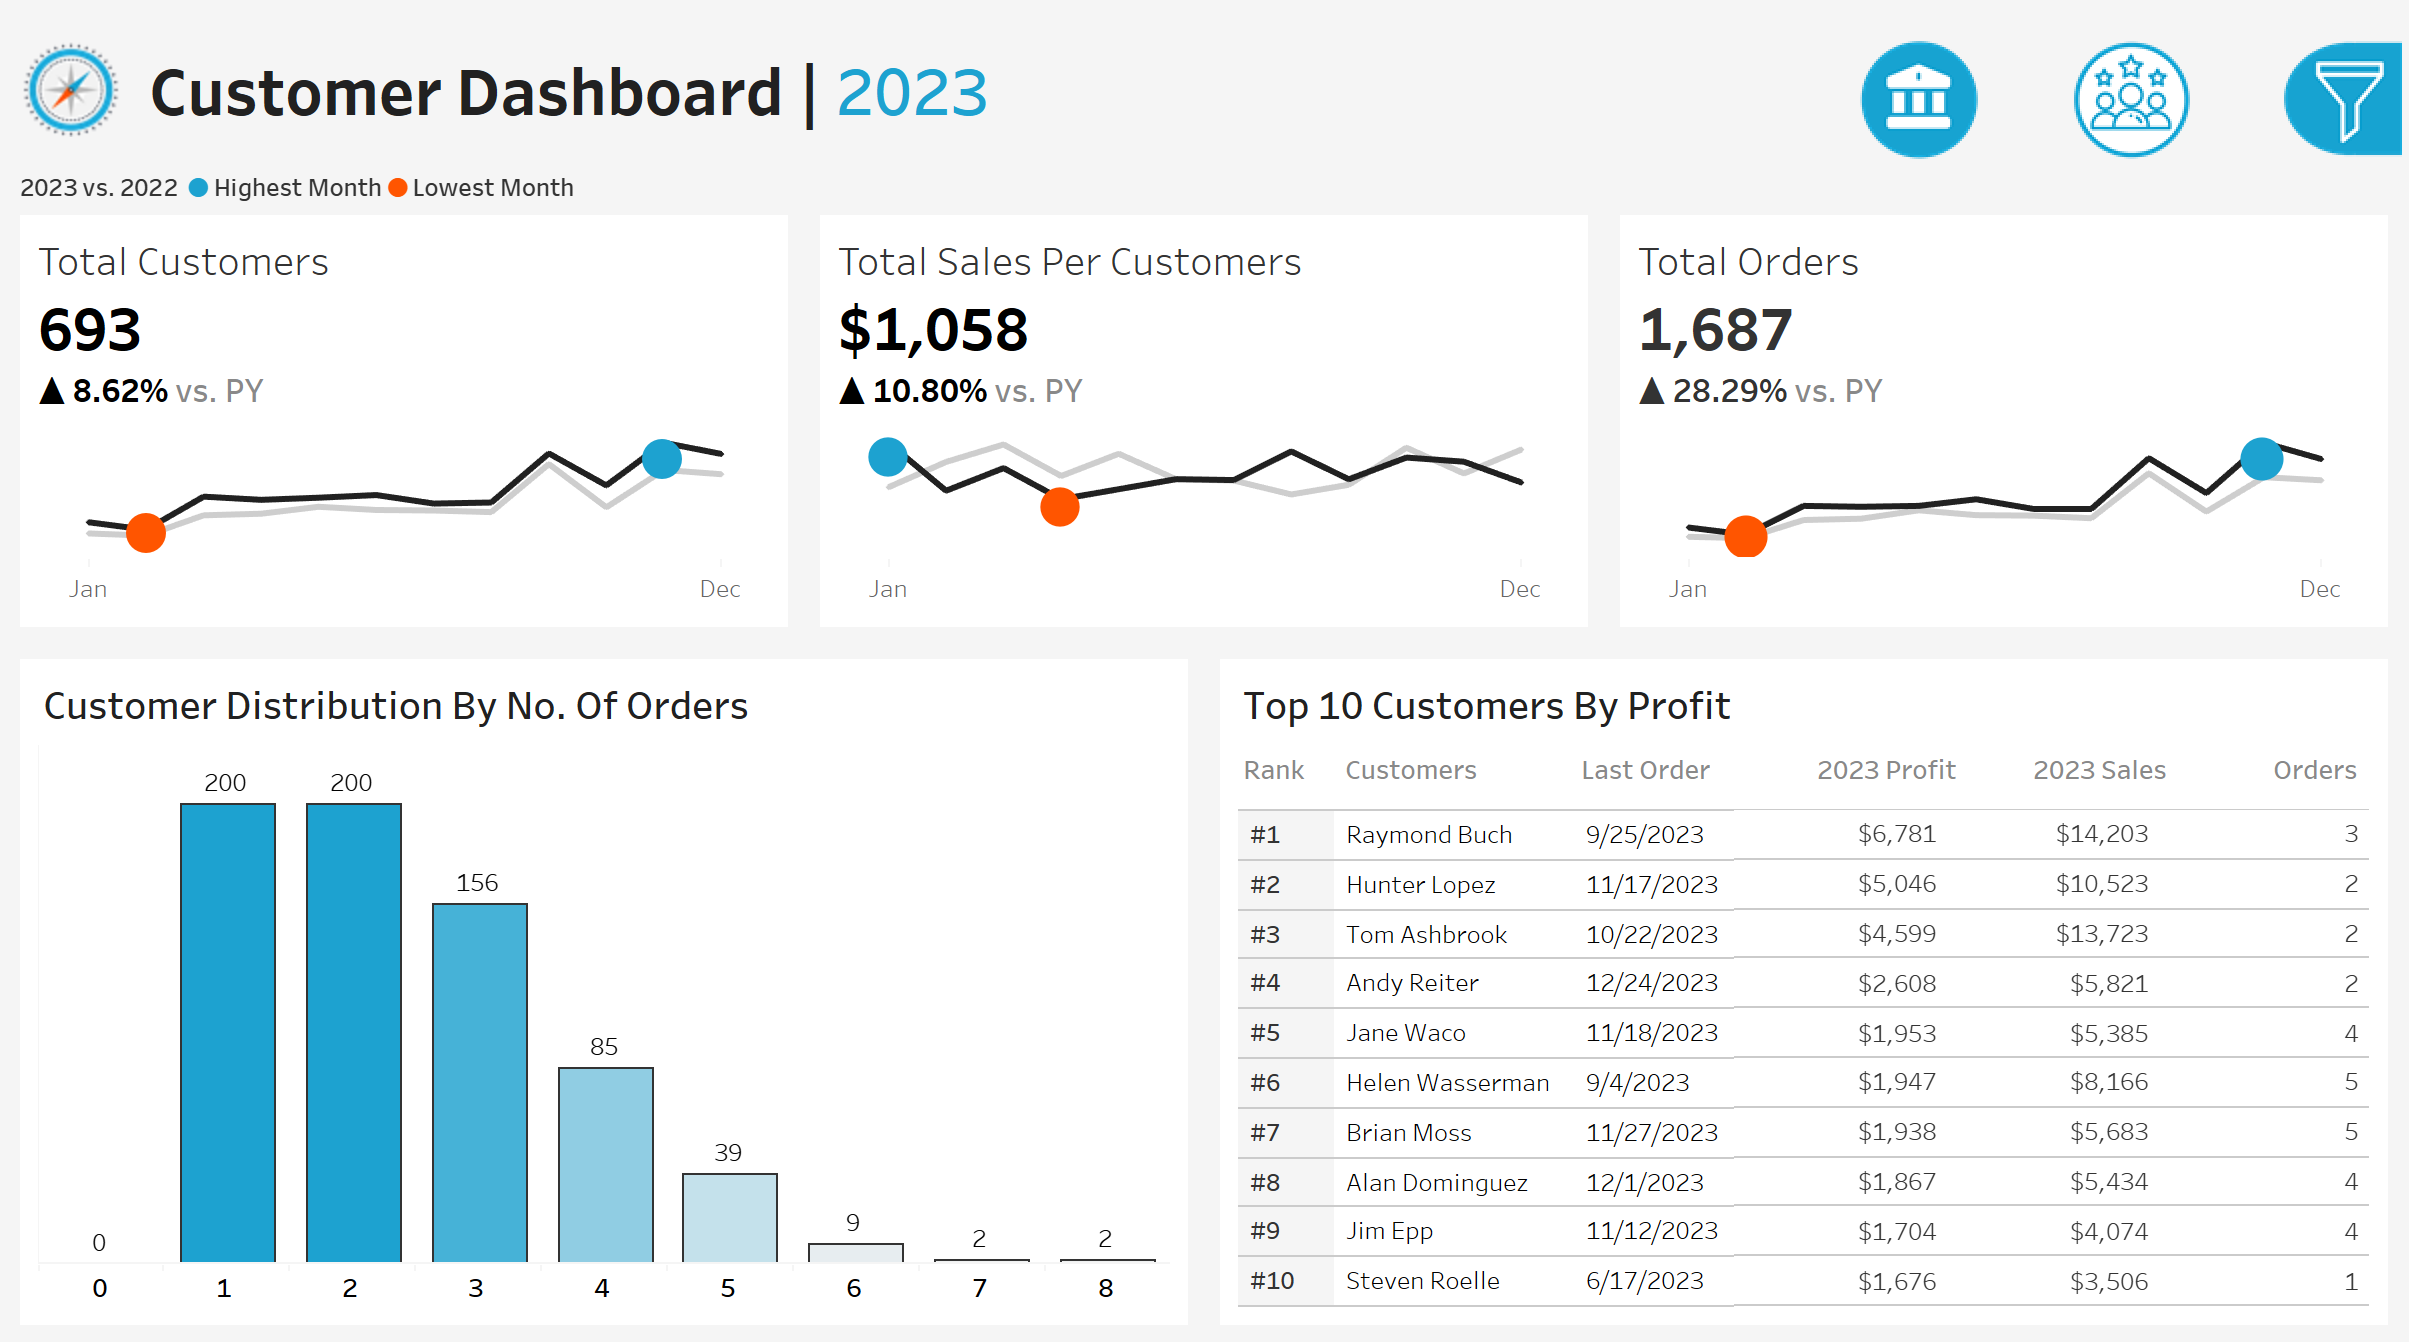 Customer Dashboard | 2023
2023 vs. 2022 Highest Month Lowest Month
Total Customers
693
▲ 8.62% vs. PY
Jan Dec
Total Sales Per Customers
$1,058
▲ 10.80% vs. PY
Jan Dec
Total Orders
1,687
▲ 28.29% vs. PY
Jan Dec
Customer Distribution By No. Of Orders
0 200 200 156 85 39 9 2 2
0 1 2 3 4 5 6 7 8
Top 10 Customers By Profit
Rank Customers Last Order 2023 Profit 2023 Sales Orders
#1 Raymond Buch 9/25/2023 $6,781 $14,203 3
#2 Hunter Lopez 11/17/2023 $5,046 $10,523 2
#3 Tom Ashbrook 10/22/2023 $4,599 $13,723 2
#4 Andy Reiter 12/24/2023 $2,608 $5,821 2
#5 Jane Waco 11/18/2023 $1,953 $5,385 4
#6 Helen Wasserman 9/4/2023 $1,947 $8,166 5
#7 Brian Moss 11/27/2023 $1,938 $5,683 5
#8 Alan Dominguez 12/1/2023 $1,867 $5,434 4
#9 Jim Epp 11/12/2023 $1,704 $4,074 4
#10 Steven Roelle 6/17/2023 $1,676 $3,506 1